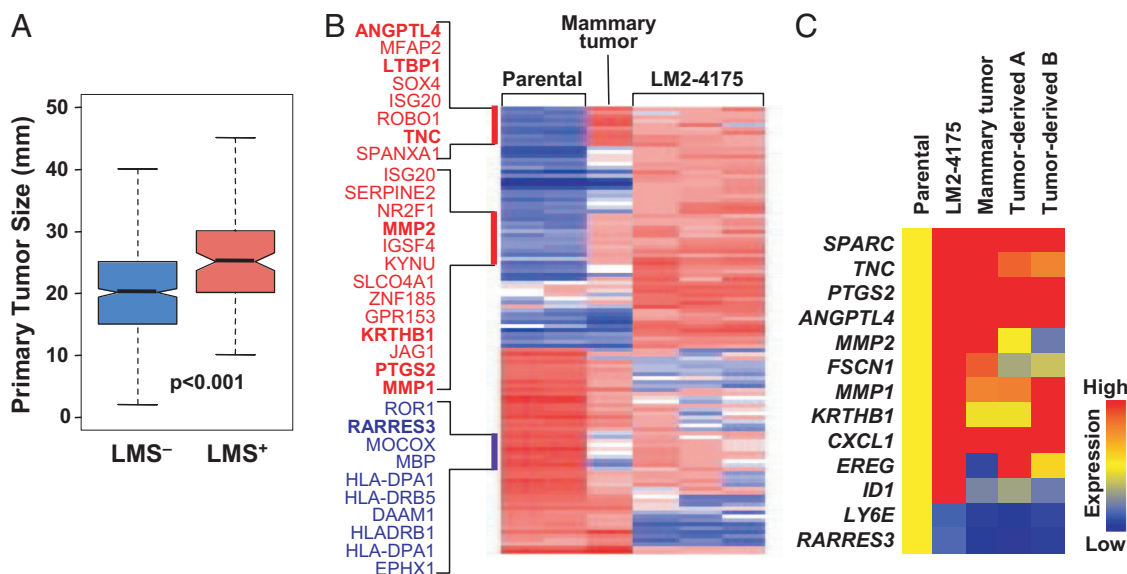 A
Primary Tumor Size (mm)
50
40
30
20
10
0
p<0.001
LMS⁻
LMS⁺
B
ANGPTL4
MFAP2
LTBP1
SOX4
ISG20
ROBO1
TNC
SPANXA1
ISG20
SERPINE2
NR2F1
MMP2
IGSF4
KYNU
SLCO4A1
ZNF185
GPR153
KRTHB1
JAG1
PTGS2
MMP1
ROR1
RARRES3
MOCOX
MBP
HLA-DPA1
HLA-DRB5
DAAM1
HLADRB1
HLA-DPA1
EPHX1
Mammary
tumor
Parental
LM2-4175
C
Parental
LM2-4175
Mammary tumor
Tumor-derived A
Tumor-derived B
SPARC
TNC
PTGS2
ANGPTL4
MMP2
FSCN1
MMP1
KRTHB1
CXCL1
EREG
ID1
LY6E
RARRES3
High
Expression
Low